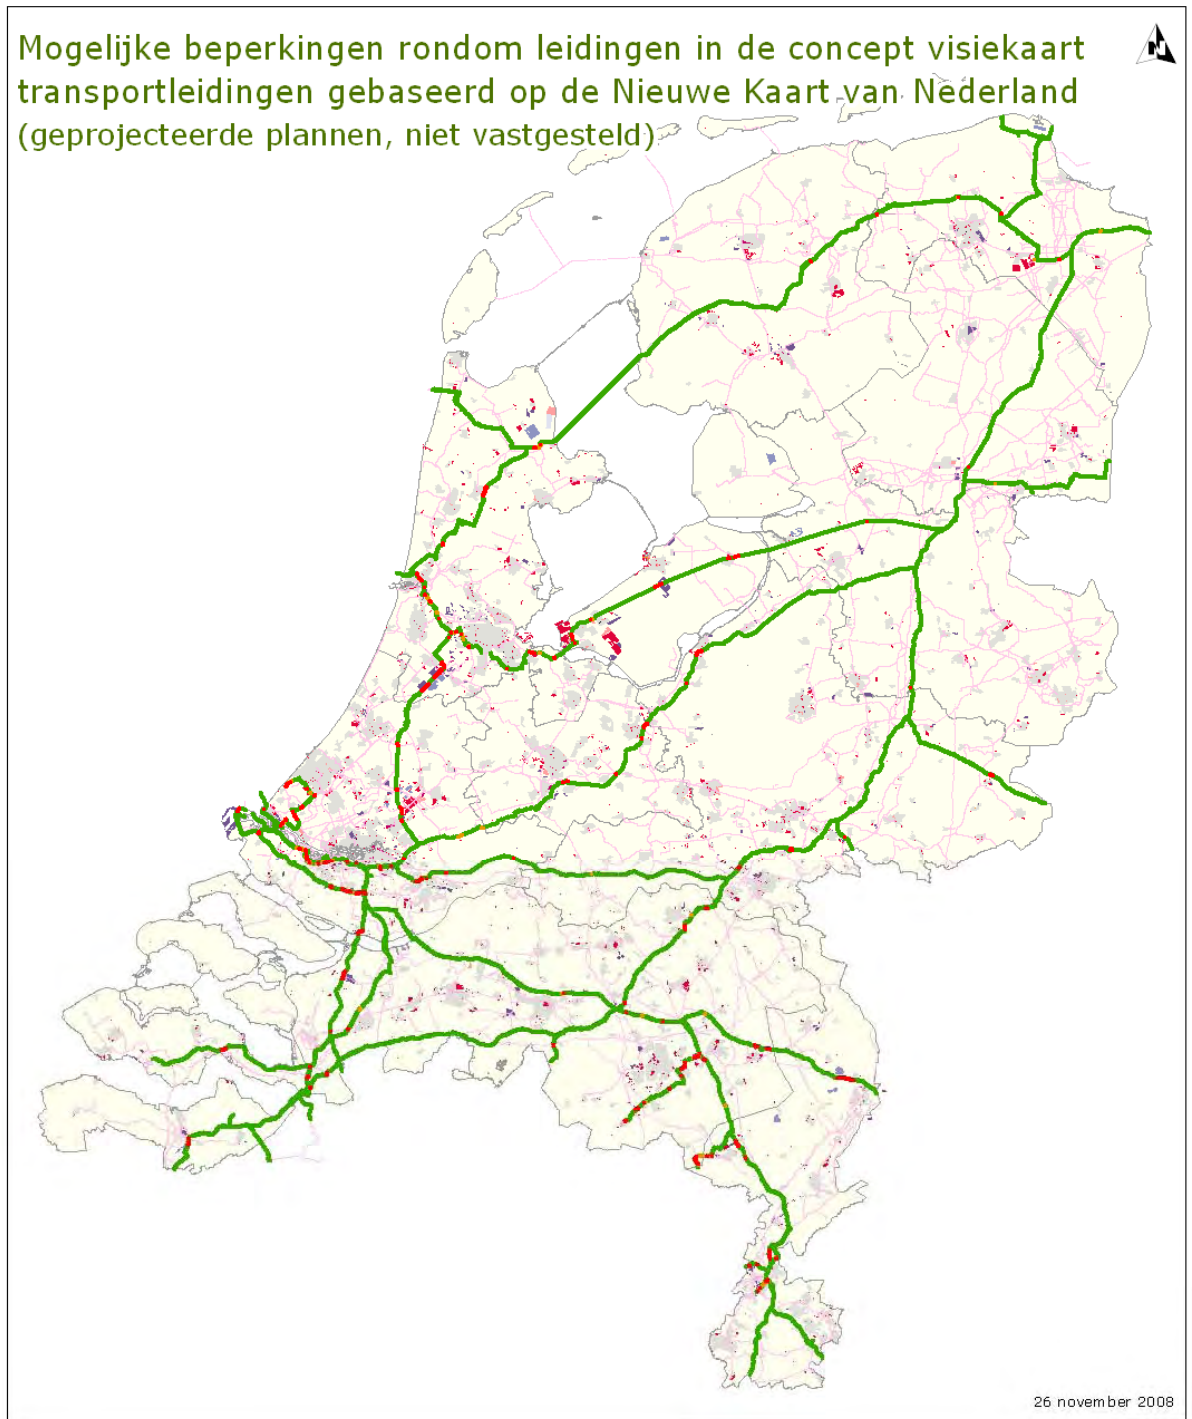 Mogelijke beperkingen rondom leidingen in de concept visiekaart
transportleidingen gebaseerd op de Nieuwe Kaart van Nederland
(geprojecteerde plannen, niet vastgesteld)
N
26 november 2008